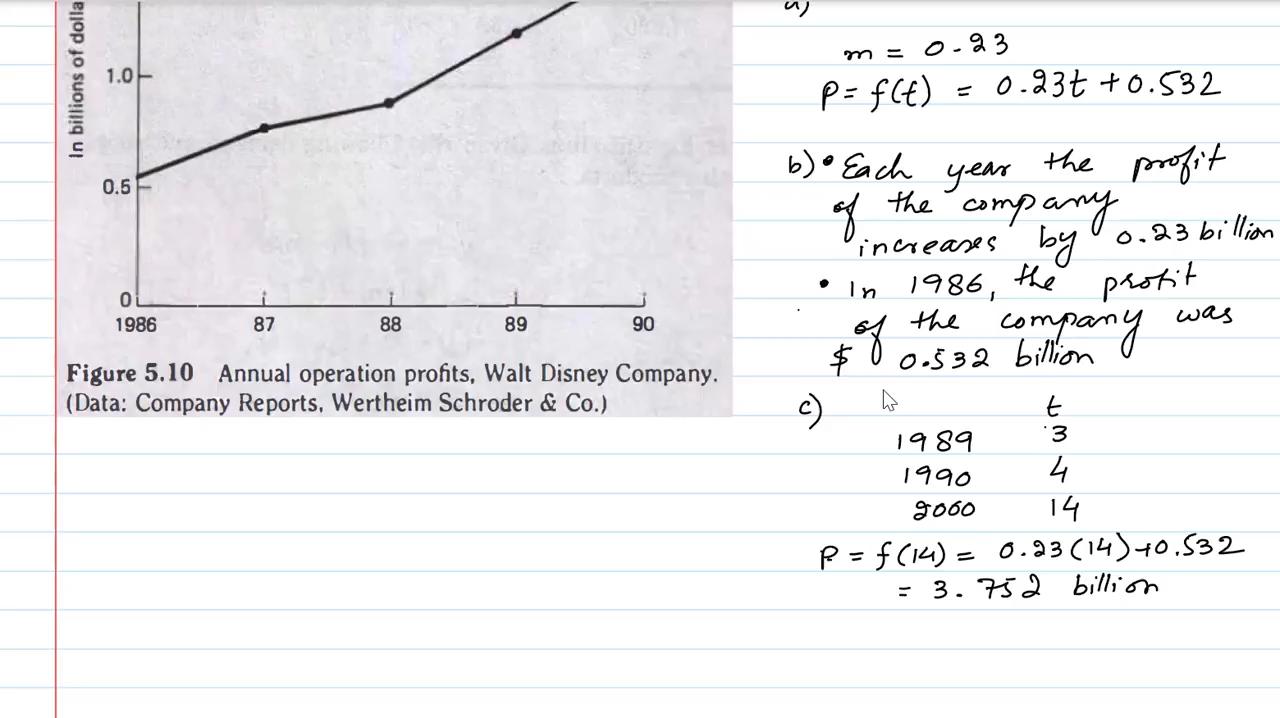 In billions of dolla
1.0
0.5
0
1986 87 88 89 90
Figure 5.10 Annual operation profits, Walt Disney Company.
(Data: Company Reports, Wertheim Schroder & Co.)
a)
m = 0.23
P = f(t) = 0.23t + 0.532
b) • Each year the profit
of the company
increases by 0.23 billion
• In 1986, the profit
of the company was
$ 0.532 billion
c) t
1989 3
1990 4
2000 14
P = f(14) = 0.23(14) + 0.532
= 3.752 billion